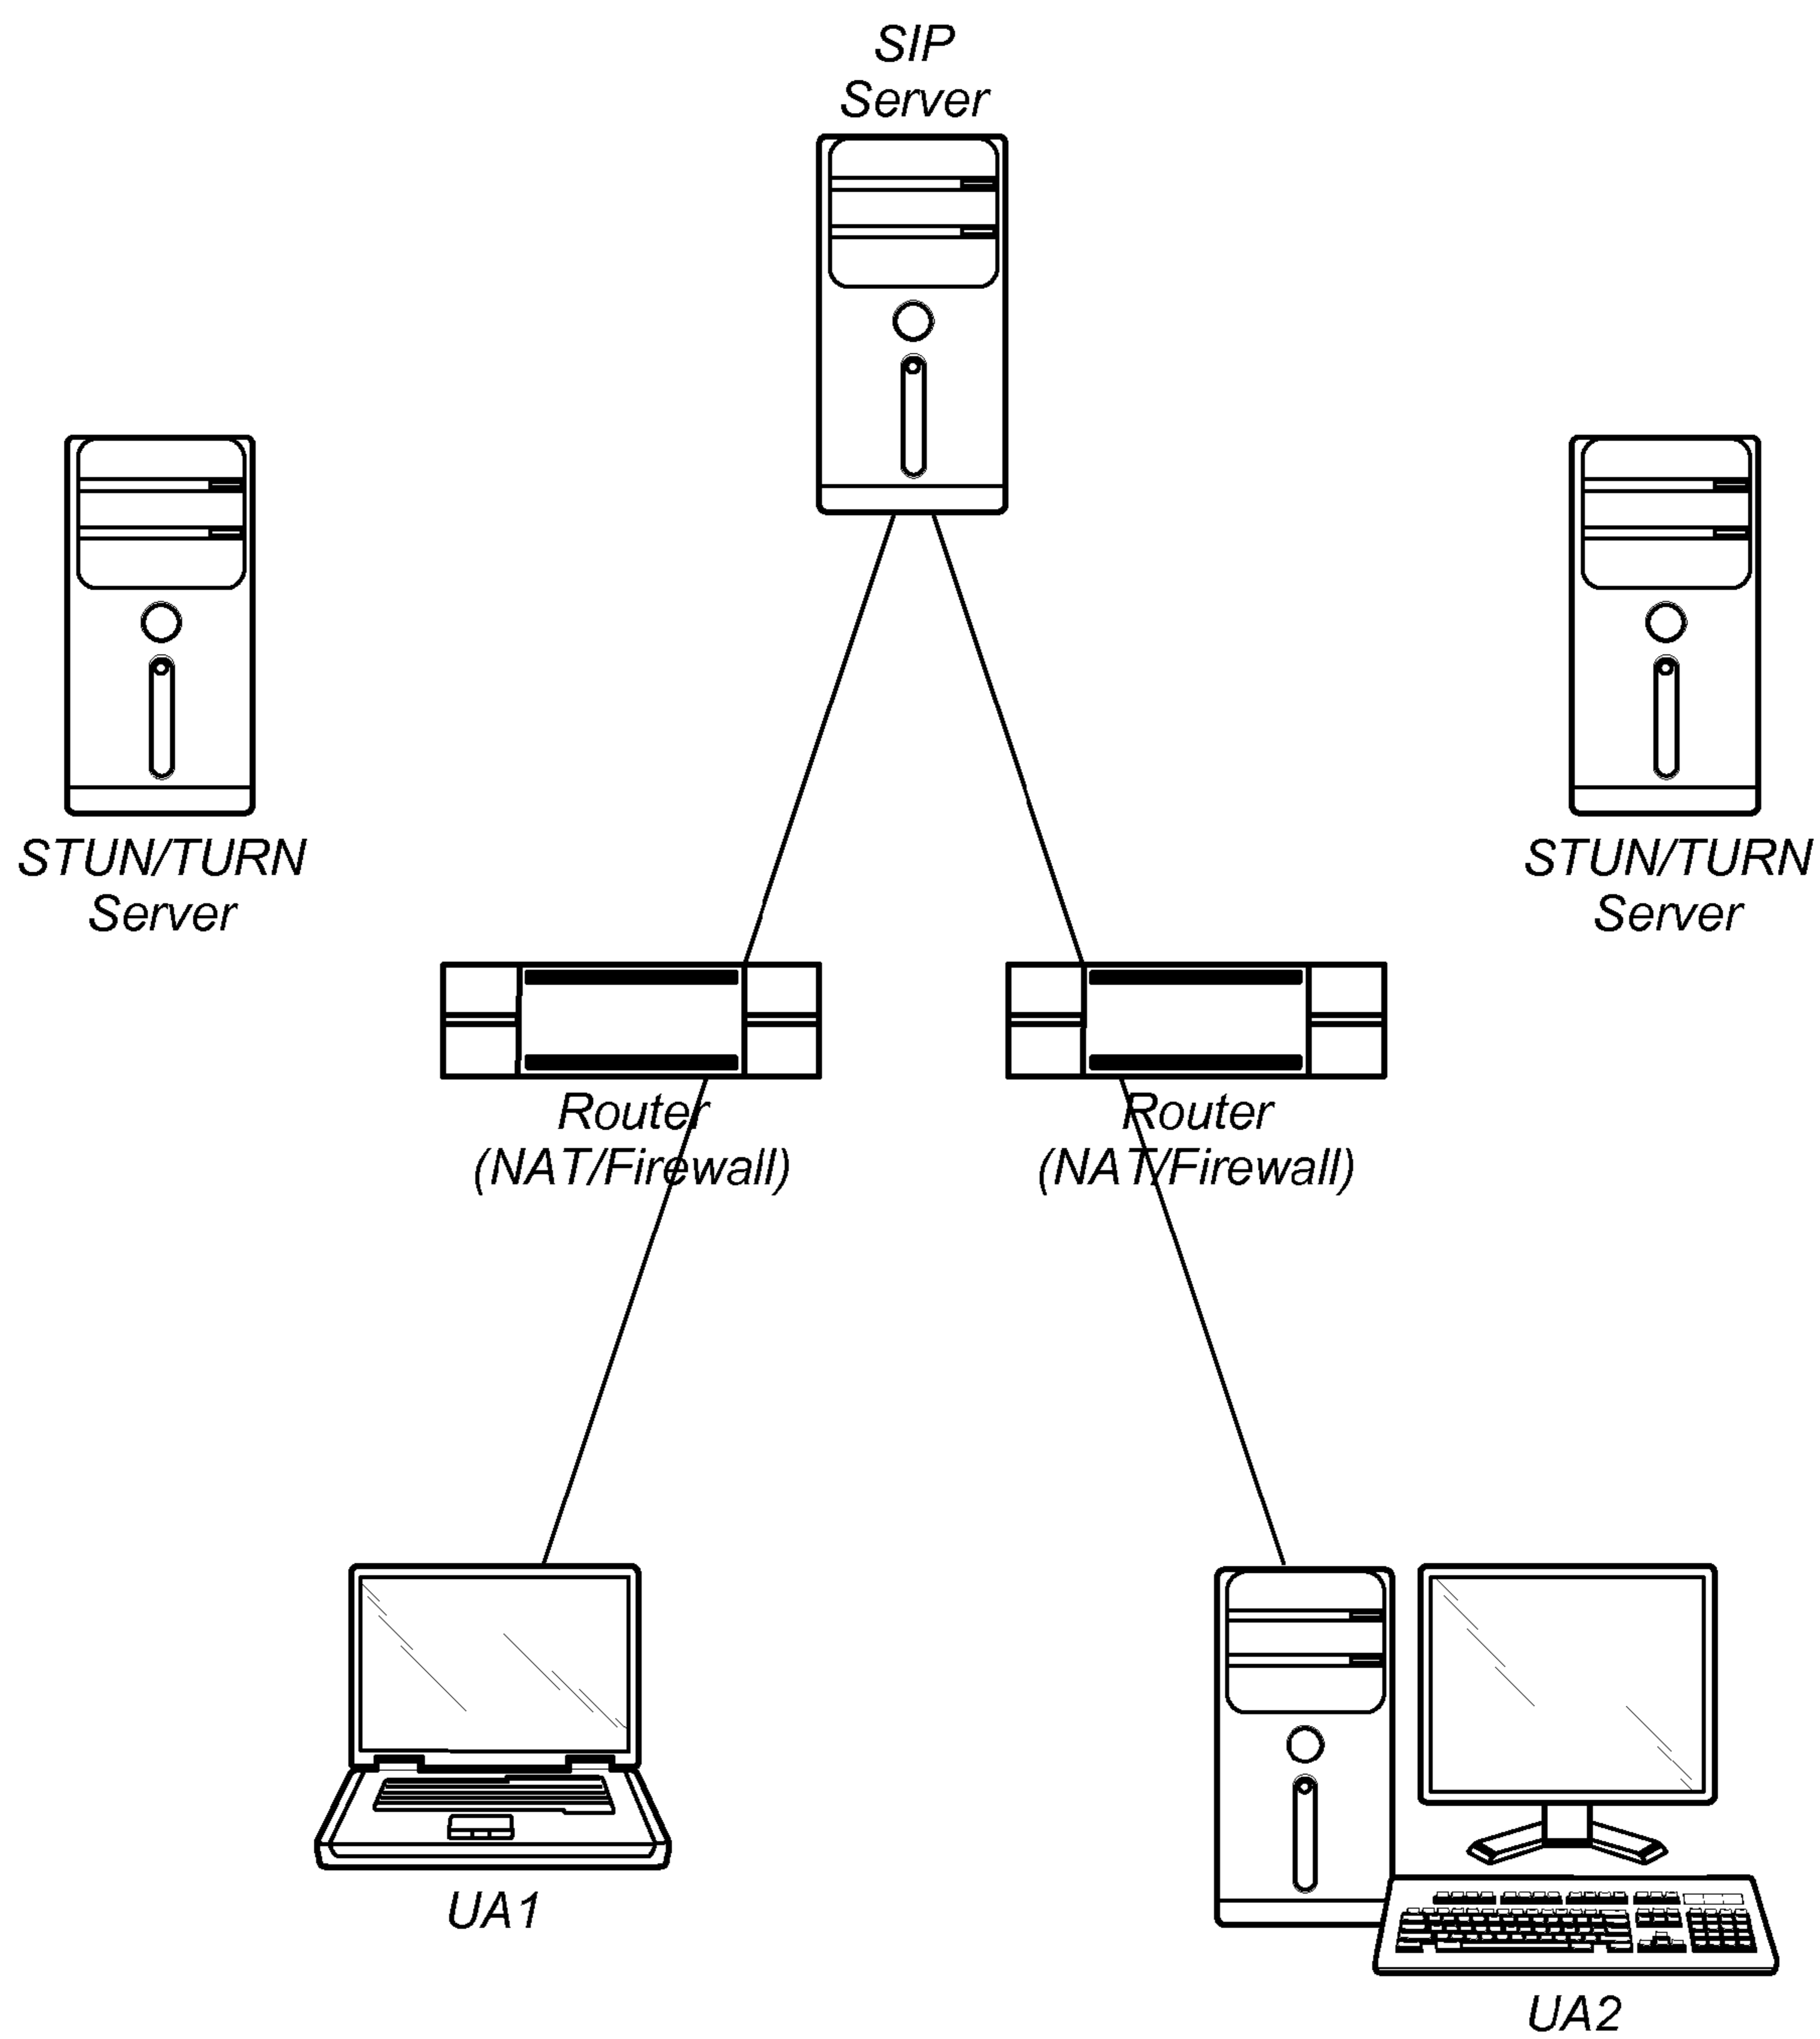 SIP
Server
STUN/TURN
Server
STUN/TURN
Server
Router
(NAT/Firewall)
Router
(NAT/Firewall)
UA1
UA2